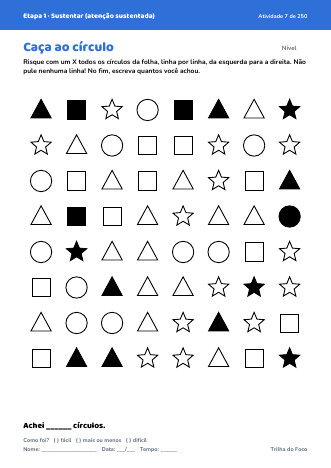 Etapa 1 · Sustentar (atenção sustentada)
Atividade 7 de 250
Caça ao círculo
Nível
Risque com um X todos os círculos da folha, linha por linha, da esquerda para a direita. Não
pule nenhuma linha! No fim, escreva quantos você achou.
Achei ______ círculos.
Como foi? ( ) fácil ( ) mais ou menos ( ) difícil
Nome: ____________________ Data: ___/___ Tempo: ______
Trilha do Foco